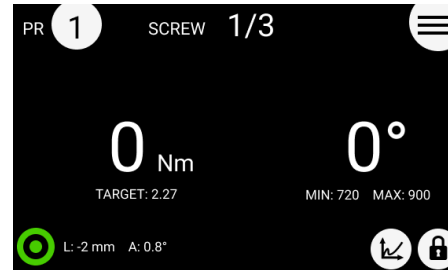 PR 1 SCREW 1/3
0 Nm 0°
TARGET: 2.27 MIN: 720 MAX: 900
L: -2 mm A: 0.8°